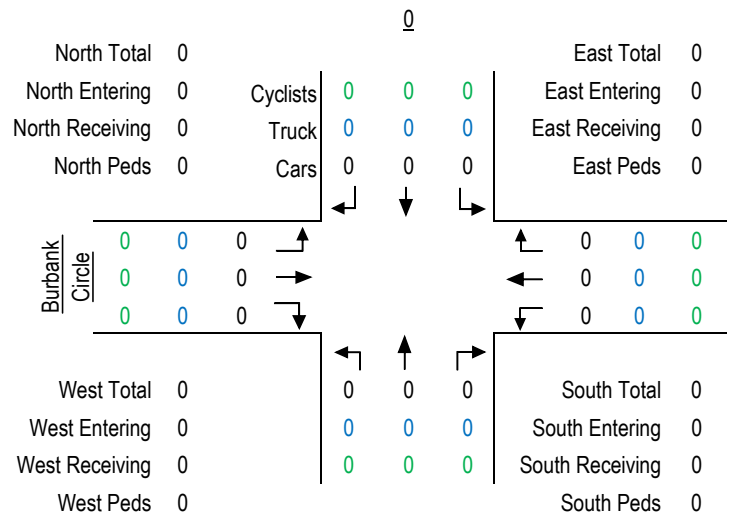 0
North Total 0 East Total 0
North Entering 0 Cyclists 0 0 0 East Entering 0
North Receiving 0 Truck 0 0 0 East Receiving 0
North Peds 0 Cars 0 0 0 East Peds 0
Burbank
Circle
0 0 0 0 0 0
0 0 0 0 0 0
0 0 0 0 0 0
West Total 0 0 0 0 South Total 0
West Entering 0 0 0 0 South Entering 0
West Receiving 0 0 0 0 South Receiving 0
West Peds 0 South Peds 0